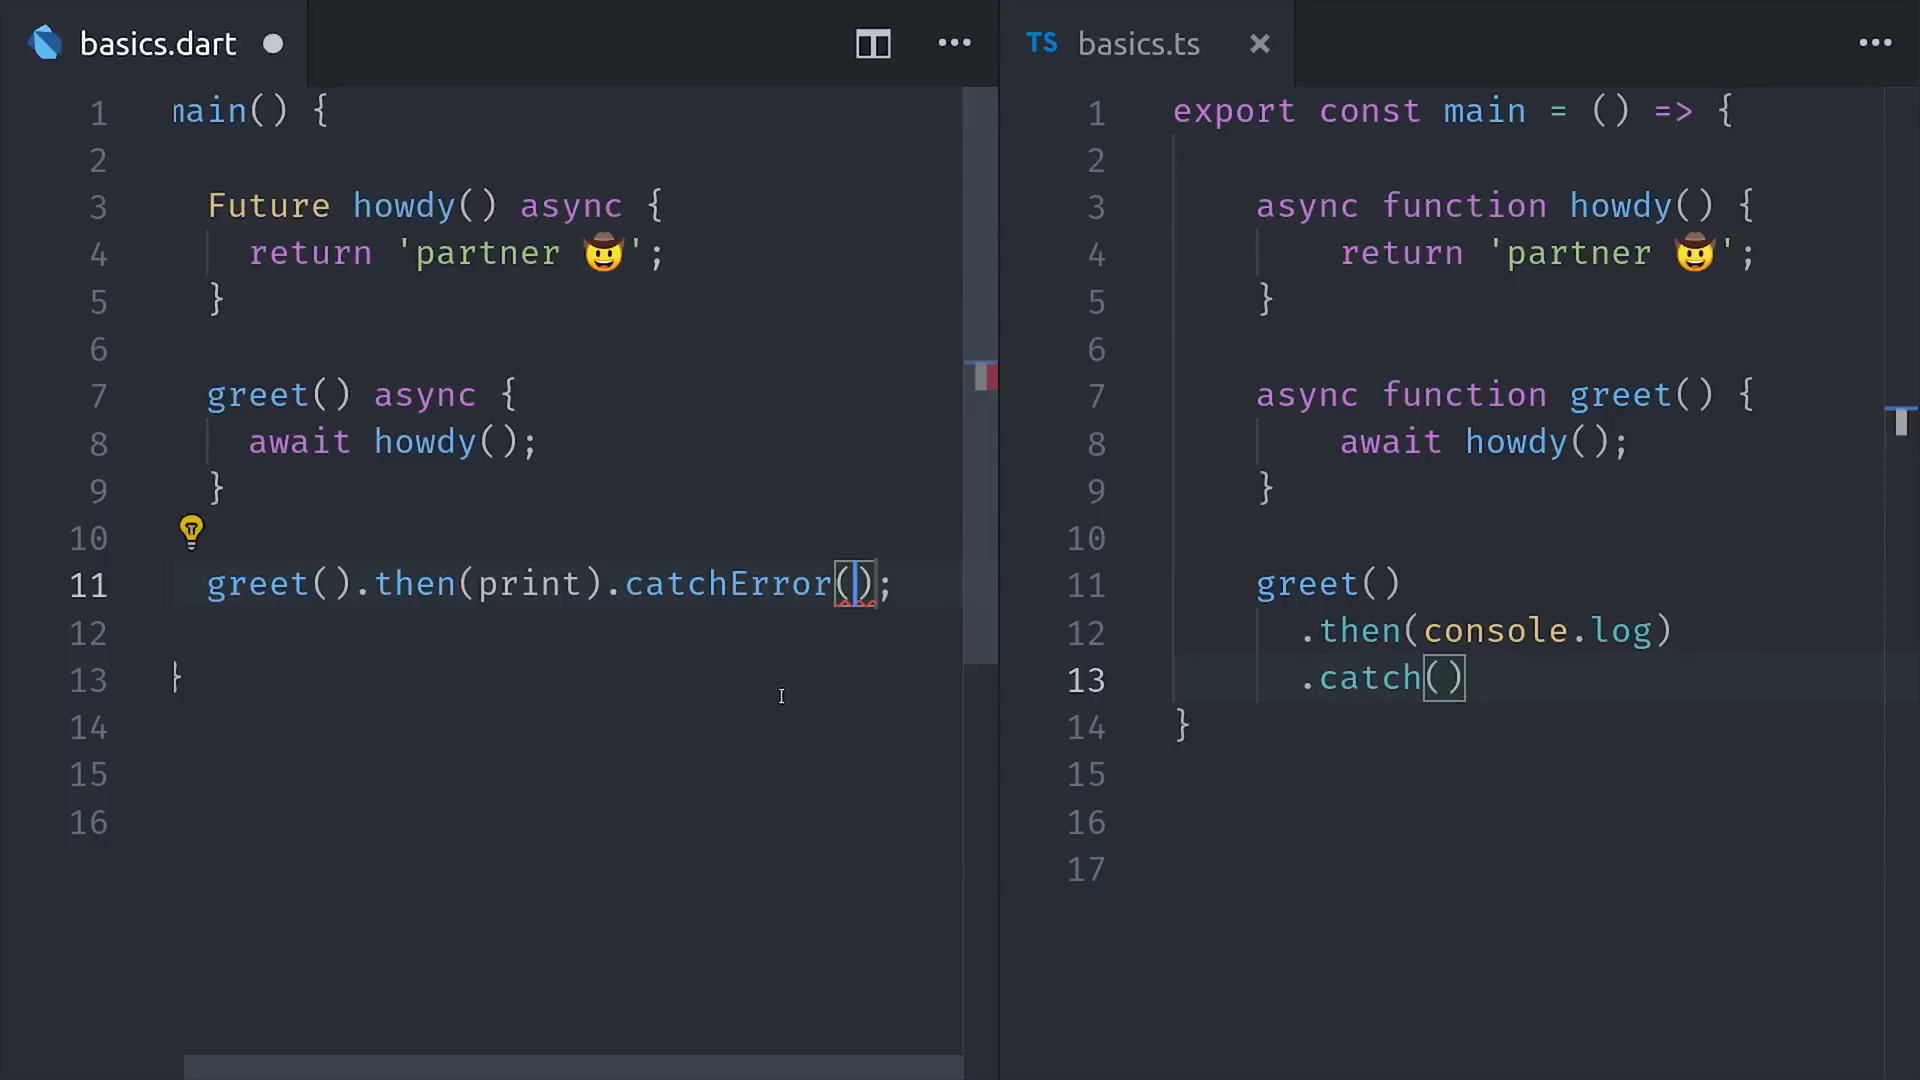 basics.dart
1 main() {
2
3 Future howdy() async {
4 return 'partner 🤠';
5 }
6
7 greet() async {
8 await howdy();
9 }
10
11 greet().then(print).catchError();
12
13 }
14
15
16
TS basics.ts
1 export const main = () => {
2
3 async function howdy() {
4 return 'partner 🤠';
5 }
6
7 async function greet() {
8 await howdy();
9 }
10
11 greet()
12 .then(console.log)
13 .catch()
14 }
15
16
17